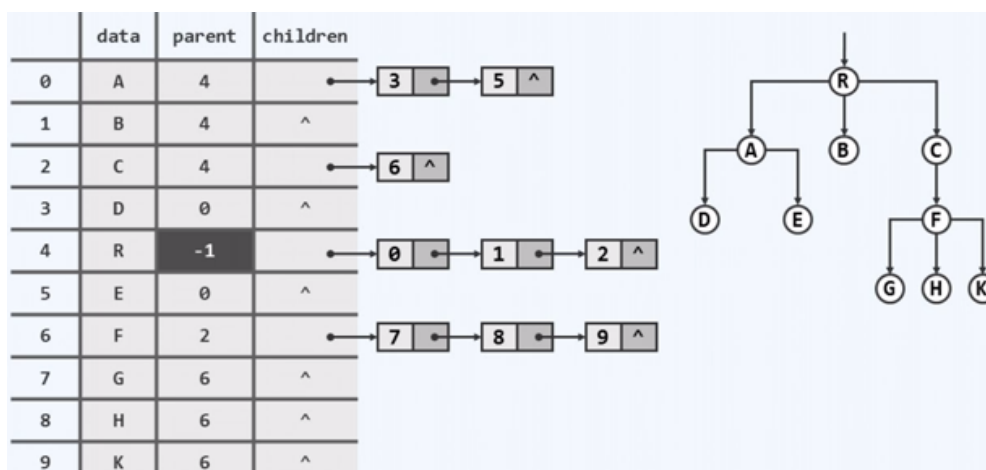 data parent children
0 A 4 3 5 ^
1 B 4 ^
2 C 4 6 ^
3 D 0 ^
4 R -1 0 1 2 ^
5 E 0 ^
6 F 2 7 8 9 ^
7 G 6 ^
8 H 6 ^
9 K 6 ^
R
A B C
D E F
G H K